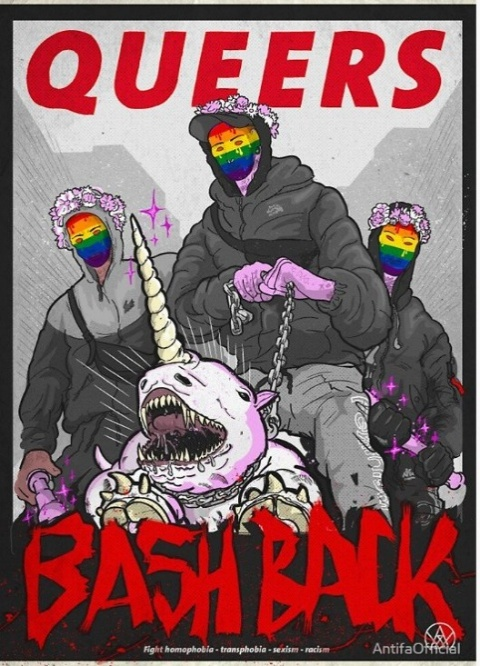 QUEERS
BASH BACK
Fight homophobia - transphobia - sexism - racism
AntifaOfficial